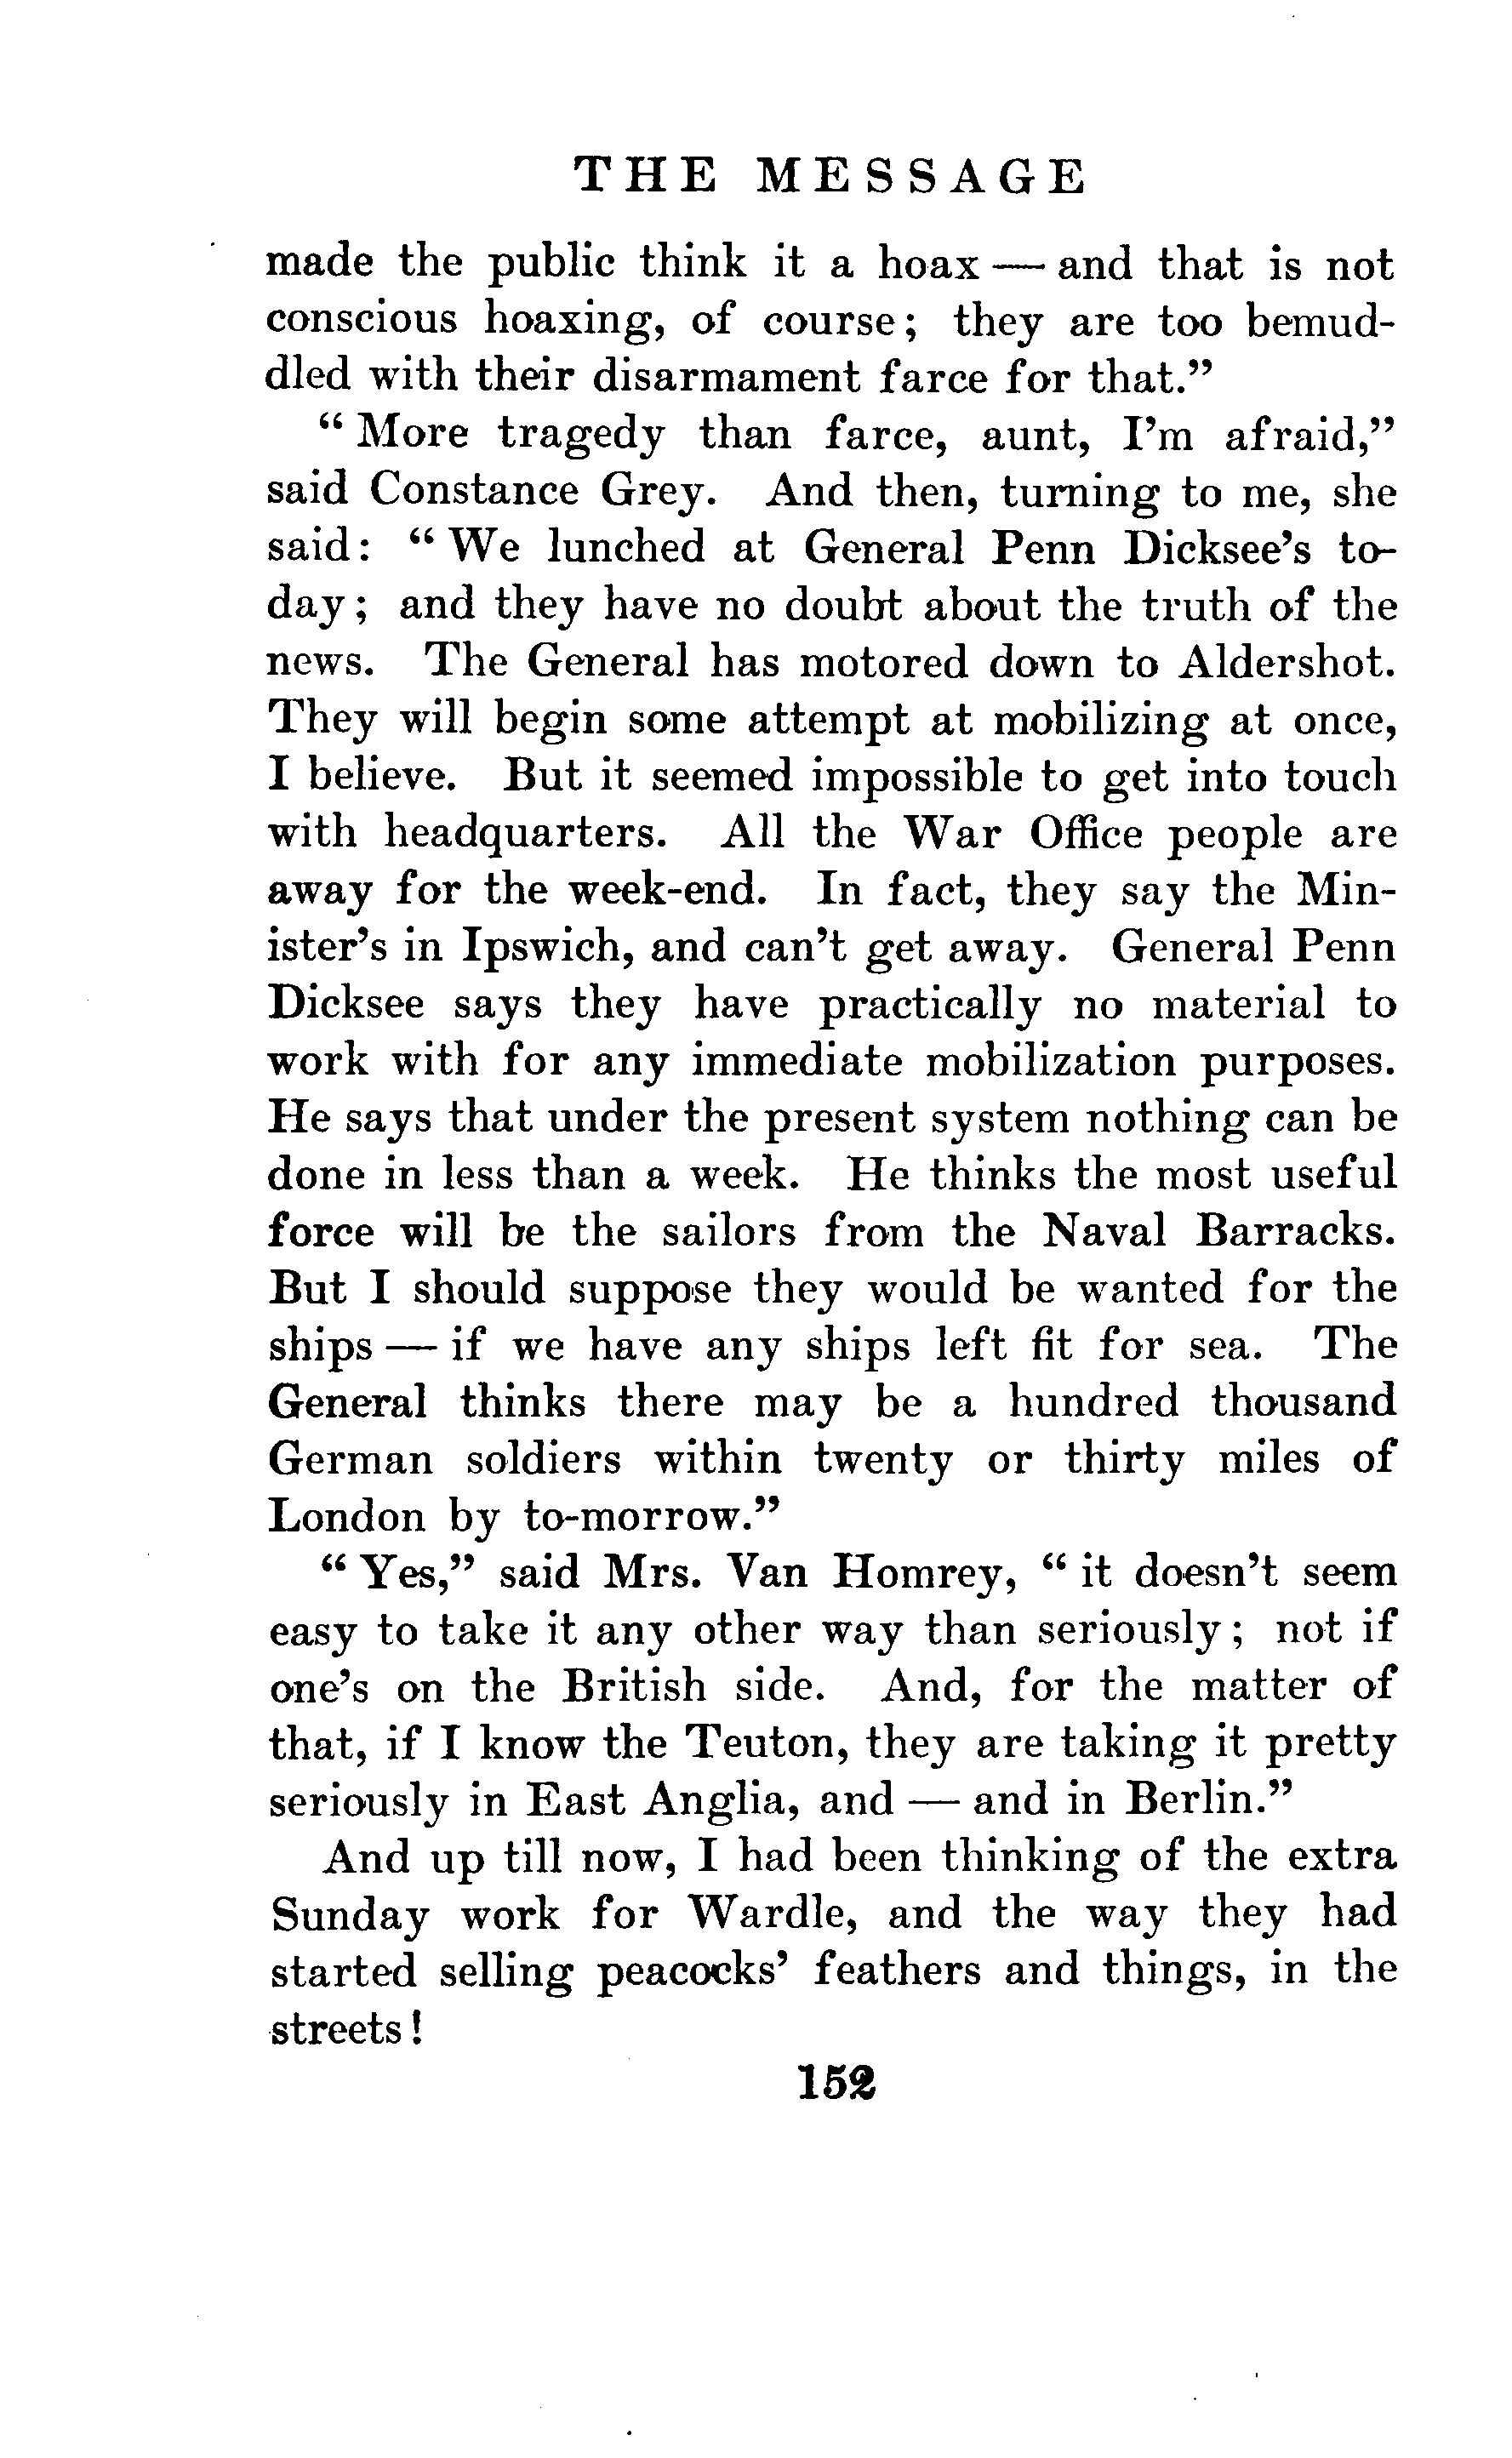 THE MESSAGE
made the public think it a hoax — and that is not
conscious hoaxing, of course; they are too bemud-
dled with their disarmament farce for that."
"More tragedy than farce, aunt, I'm afraid,"
said Constance Grey. And then, turning to me, she
said: "We lunched at General Penn Dicksee's to-
day; and they have no doubt about the truth of the
news. The General has motored down to Aldershot.
They will begin some attempt at mobilizing at once,
I believe. But it seemed impossible to get into touch
with headquarters. All the War Office people are
away for the week-end. In fact, they say the Min-
ister's in Ipswich, and can't get away. General Penn
Dicksee says they have practically no material to
work with for any immediate mobilization purposes.
He says that under the present system nothing can be
done in less than a week. He thinks the most useful
force will be the sailors from the Naval Barracks.
But I should suppose they would be wanted for the
ships — if we have any ships left fit for sea. The
General thinks there may be a hundred thousand
German soldiers within twenty or thirty miles of
London by to-morrow."
"Yes," said Mrs. Van Homrey, "it doesn't seem
easy to take it any other way than seriously; not if
one's on the British side. And, for the matter of
that, if I know the Teuton, they are taking it pretty
seriously in East Anglia, and — and in Berlin."
And up till now, I had been thinking of the extra
Sunday work for Wardle, and the way they had
started selling peacocks' feathers and things, in the
streets!
152